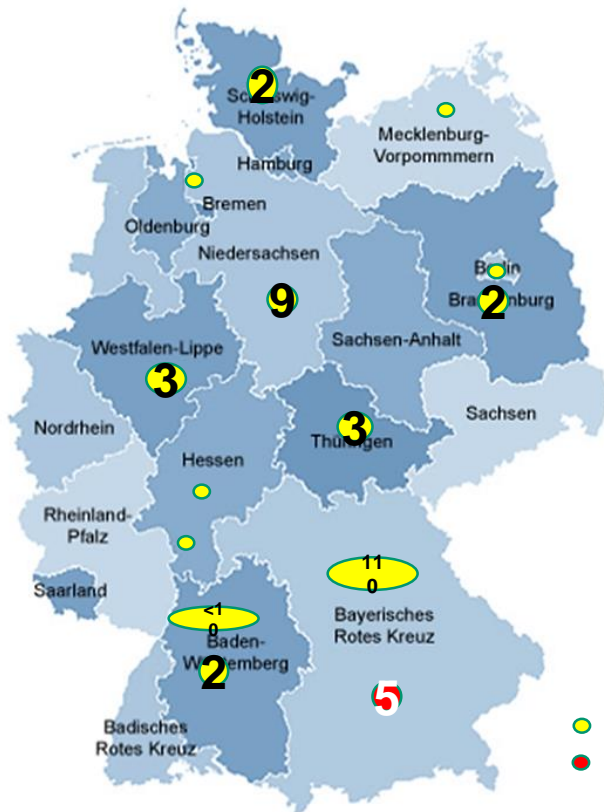 2
Schleswig-
Holstein
Mecklenburg-
Vorpommmern
Hamburg
Bremen
Oldenburg
Niedersachsen
Berlin
9
2
Brandenburg
Westfalen-Lippe
Sachsen-Anhalt
3
Sachsen
Nordrhein
3
Thüringen
Hessen
Rheinland-
Pfalz
11
0
Saarland
<1
0
Bayerisches
Rotes Kreuz
Baden-
Württemberg
2
5
Badisches
Rotes Kreuz